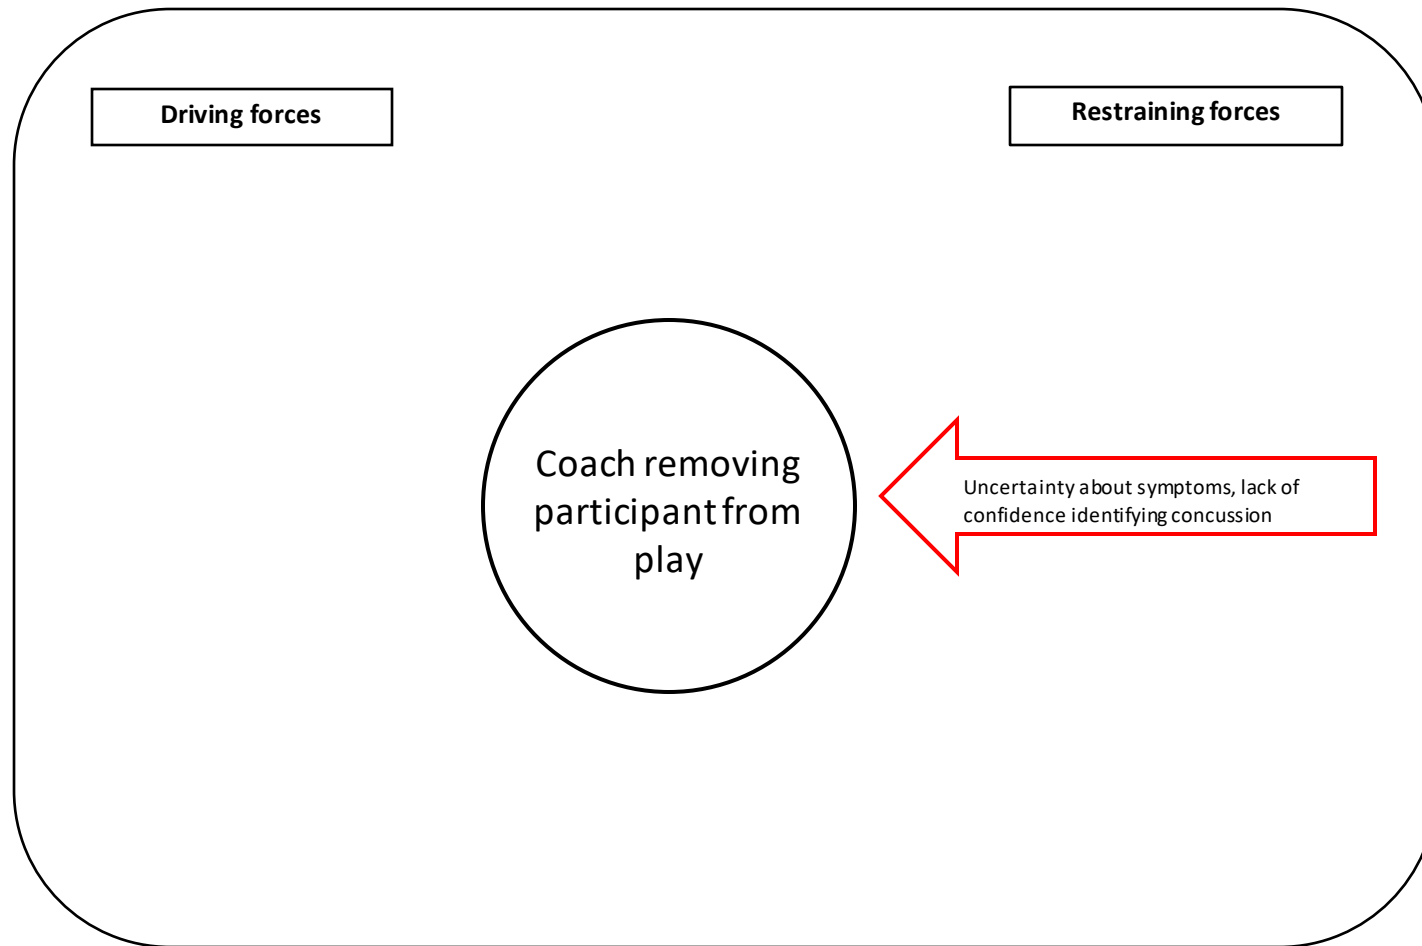 Driving forces
Restraining forces
Coach removing
participant from
play
Uncertainty about symptoms, lack of
confidence identifying concussion